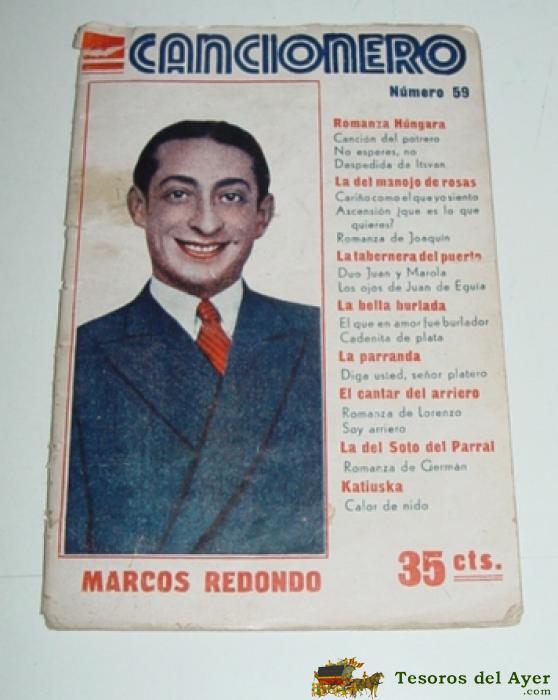 CANCIONERO
Número 59
Romanza Húngara
Canción del potrero
No esperes, no
Despedida de Itsvan
La del manojo de rosas
Cariño como el que yo siento
Ascensión ¿que es lo que
quieres?
Romanza de Joaquín
La tabernera del puerto
Duo Juan y Marola
Los ojos de Juan de Eguía
La bella burlada
El que en amor fué burlador
Cadenita de plata
La parranda
Diga usted, señor platero
El cantar del arriero
Romanza de Lorenzo
Soy arriero
La del Soto del Parral
Romanza de Germán
Katiuska
Calor de nido
MARCOS REDONDO
35 cts.
Tesoros del Ayer
.com